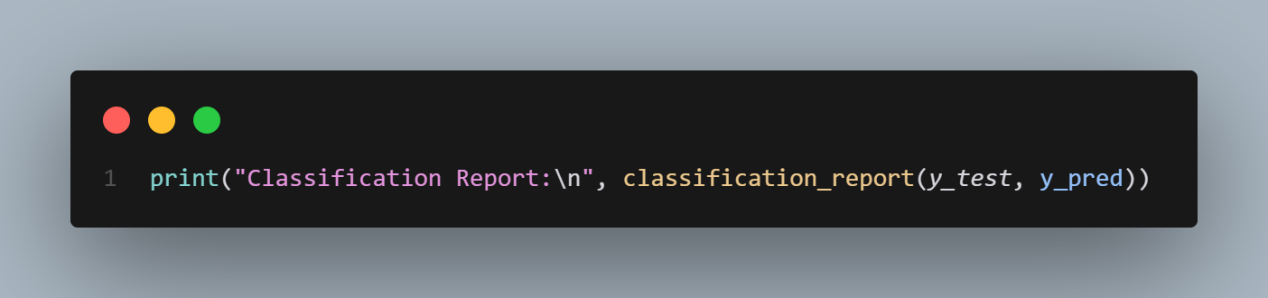 1 print("Classification Report:\n", classification_report(y_test, y_pred))